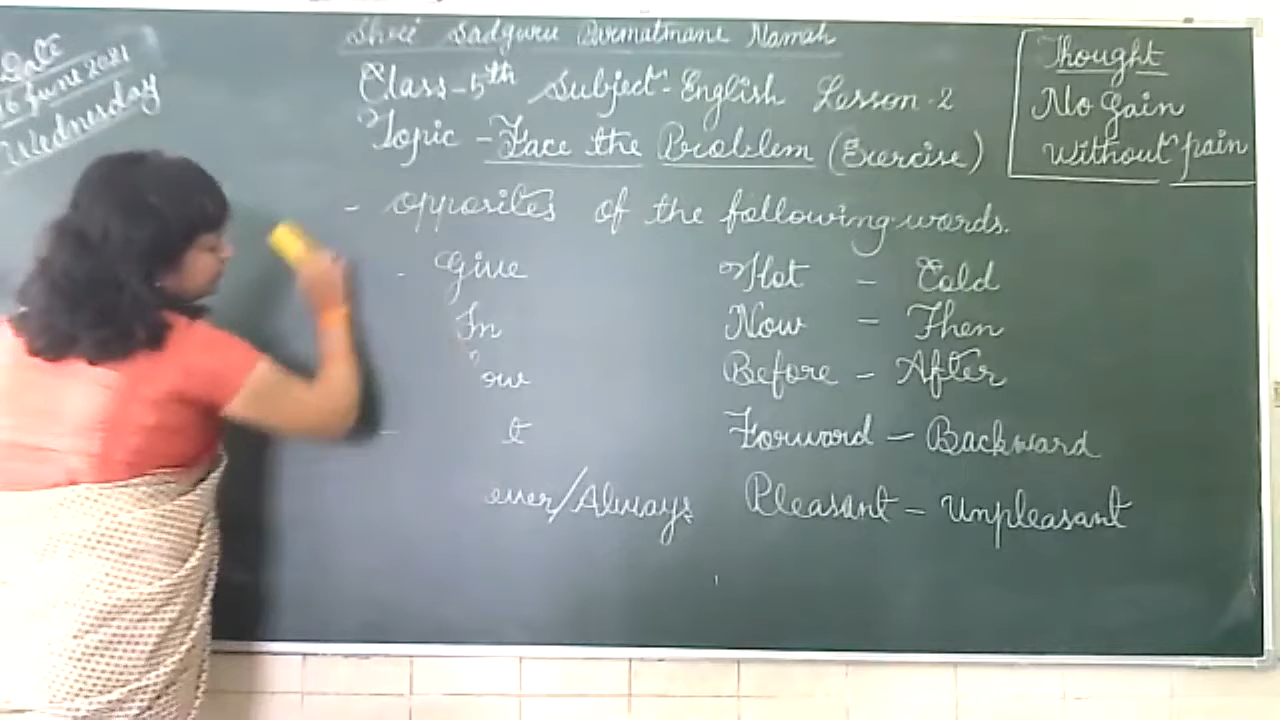 Date
16 June 2021
Wednesday
Shree Sadguru Parmatmane Namah
Class-5th Subject-English Lesson-2
Topic - Face the Problem (Exercise)
Thought
No Gain
without pain
- opposites of the following words.
- Give Hot - Cold
In Now - Then
ow Before - After
- t Forward - Backward
ever/Always Pleasant - Unpleasant